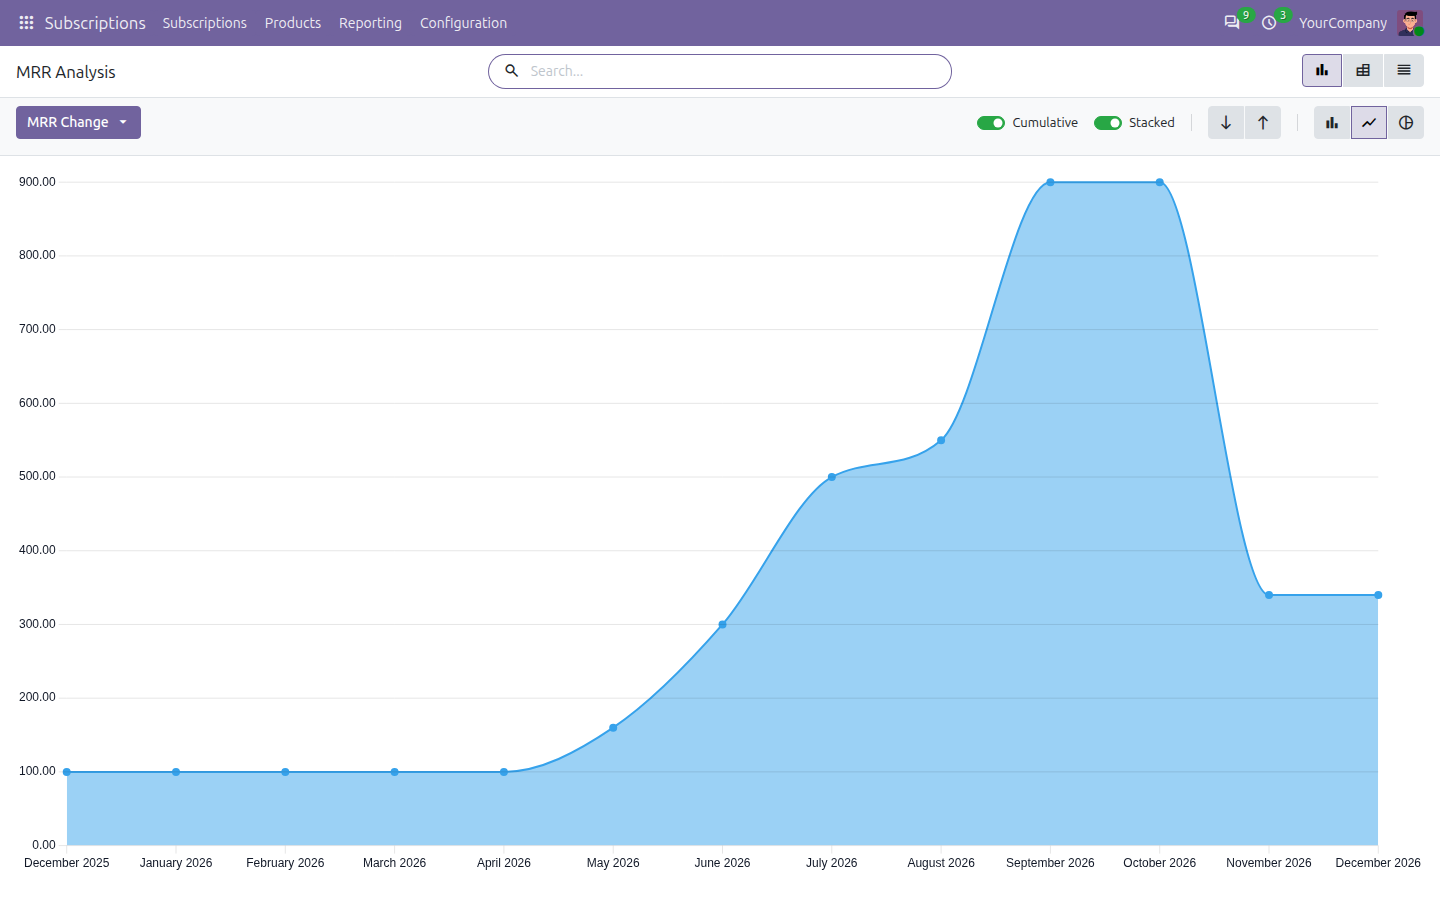 Subscriptions Subscriptions Products Reporting Configuration 9 3 YourCompany
MRR Analysis Search...
MRR Change Cumulative Stacked
900.00
800.00
700.00
600.00
500.00
400.00
300.00
200.00
100.00
0.00
December 2025 January 2026 February 2026 March 2026 April 2026 May 2026 June 2026 July 2026 August 2026 September 2026 October 2026 November 2026 December 2026